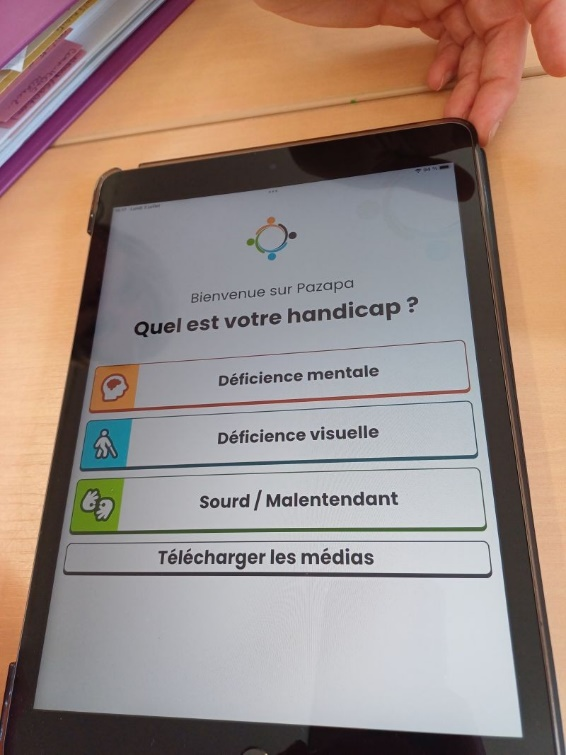 Bienvenue sur Pazapa
Quel est votre handicap ?
Déficience mentale
Déficience visuelle
Sourd / Malentendant
Télécharger les médias